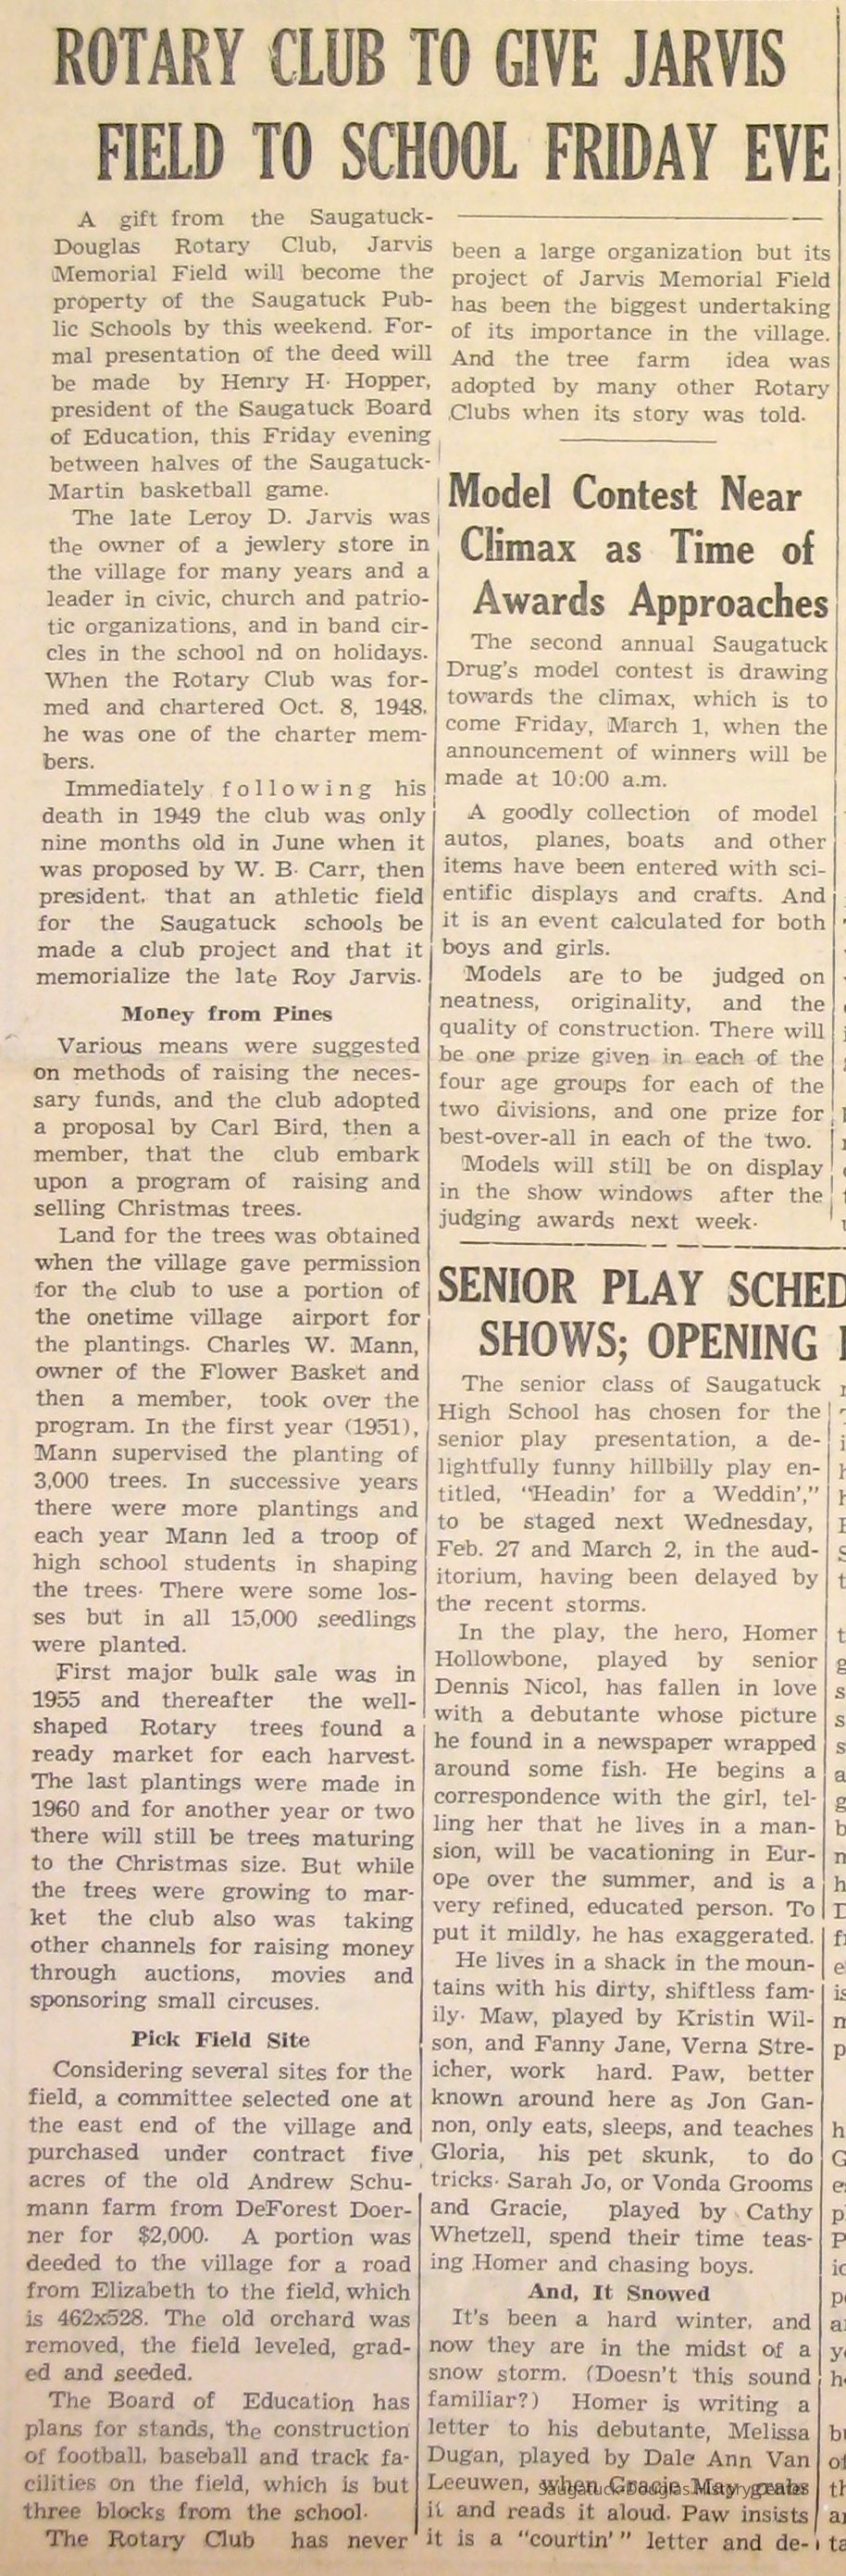 ROTARY CLUB TO GIVE JARVIS
FIELD TO SCHOOL FRIDAY EVE
A gift from the Saugatuck-
Douglas Rotary Club, Jarvis
Memorial Field will become the
property of the Saugatuck Pub-
lic Schools by this weekend. For-
mal presentation of the deed will
be made by Henry H. Hopper,
president of the Saugatuck Board
of Education, this Friday evening
between halves of the Saugatuck-
Martin basketball game.
The late Leroy D. Jarvis was
the owner of a jewlery store in
the village for many years and a
leader in civic, church and patrio-
tic organizations, and in band cir-
cles in the school nd on holidays.
When the Rotary Club was for-
med and chartered Oct. 8, 1948,
he was one of the charter mem-
bers.
Immediately following his
death in 1949 the club was only
nine months old in June when it
was proposed by W. B. Carr, then
president, that an athletic field
for the Saugatuck schools be
made a club project and that it
memorialize the late Roy Jarvis.
Money from Pines
Various means were suggested
on methods of raising the neces-
sary funds, and the club adopted
a proposal by Carl Bird, then a
member, that the club embark
upon a program of raising and
selling Christmas trees.
Land for the trees was obtained
when the village gave permission
for the club to use a portion of
the onetime village airport for
the plantings. Charles W. Mann,
owner of the Flower Basket and
then a member, took over the
program. In the first year (1951),
Mann supervised the planting of
3,000 trees. In successive years
there were more plantings and
each year Mann led a troop of
high school students in shaping
the trees. There were some los-
ses but in all 15,000 seedlings
were planted.
First major bulk sale was in
1955 and thereafter the well-
shaped Rotary trees found a
ready market for each harvest.
The last plantings were made in
1960 and for another year or two
there will still be trees maturing
to the Christmas size. But while
the trees were growing to mar-
ket the club also was taking
other channels for raising money
through auctions, movies and
sponsoring small circuses.
Pick Field Site
Considering several sites for the
field, a committee selected one at
the east end of the village and
purchased under contract five
acres of the old Andrew Schu-
mann farm from DeForest Doer-
ner for $2,000. A portion was
deeded to the village for a road
from Elizabeth to the field, which
is 462x528. The old orchard was
removed, the field leveled, grad-
ed and seeded.
The Board of Education has
plans for stands, the construction
of football, baseball and track fa-
cilities on the field, which is but
three blocks from the school.
The Rotary Club has never
been a large organization but its
project of Jarvis Memorial Field
has been the biggest undertaking
of its importance in the village.
And the tree farm idea was
adopted by many other Rotary
Clubs when its story was told.
Model Contest Near
Climax as Time of
Awards Approaches
The second annual Saugatuck
Drug's model contest is drawing
towards the climax, which is to
come Friday, March 1, when the
announcement of winners will be
made at 10:00 a.m.
A goodly collection of model
autos, planes, boats and other
items have been entered with sci-
entific displays and crafts. And
it is an event calculated for both
boys and girls.
Models are to be judged on
neatness, originality, and the
quality of construction. There will
be one prize given in each of the
four age groups for each of the
two divisions, and one prize for
best-over-all in each of the two.
Models will still be on display
in the show windows after the
judging awards next week.
SENIOR PLAY SCHED
SHOWS; OPENING
The senior class of Saugatuck
High School has chosen for the
senior play presentation, a de-
lightfully funny hillbilly play en-
titled, "Headin' for a Weddin',"
to be staged next Wednesday,
Feb. 27 and March 2, in the aud-
itorium, having been delayed by
the recent storms.
In the play, the hero, Homer
Hollowbone, played by senior
Dennis Nicol, has fallen in love
with a debutante whose picture
he found in a newspaper wrapped
around some fish. He begins a
correspondence with the girl, tel-
ling her that he lives in a man-
sion, will be vacationing in Eur-
ope over the summer, and is a
very refined, educated person. To
put it mildly, he has exaggerated.
He lives in a shack in the moun-
tains with his dirty, shiftless fam-
ily. Maw, played by Kristin Wil-
son, and Fanny Jane, Verna Stre-
icher, work hard. Paw, better
known around here as Jon Gan-
non, only eats, sleeps, and teaches
Gloria, his pet skunk, to do
tricks. Sarah Jo, or Vonda Grooms
and Gracie, played by Cathy
Whetzell, spend their time teas-
ing Homer and chasing boys.
And, It Snowed
It's been a hard winter, and
now they are in the midst of a
snow storm. (Doesn't this sound
familiar?) Homer is writing a
letter to his debutante, Melissa
Dugan, played by Dale Ann Van
Leeuwen, when Gracie May grabs
it and reads it aloud. Paw insists
it is a "courtin'" letter and de-
Saugatuck-Douglas History Center